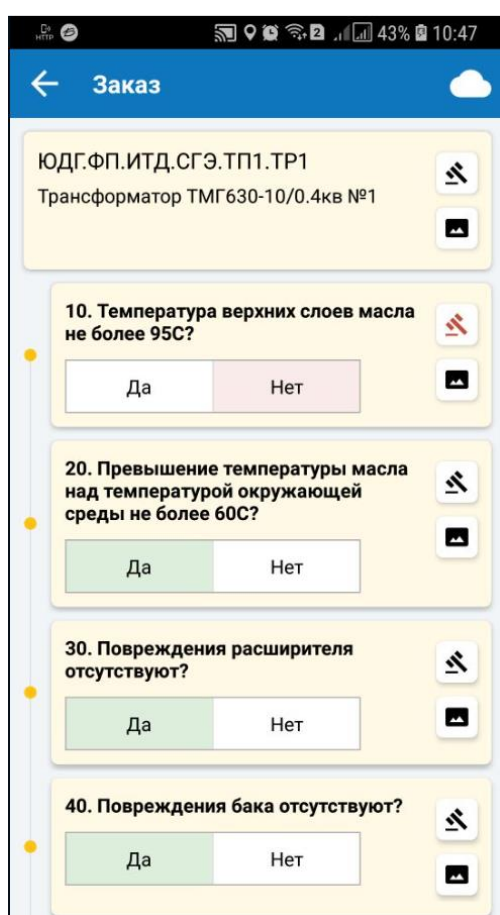 HTTP 2 43% 10:47
Заказ
ЮДГ.ФП.ИТД.СГЭ.ТП1.ТР1
Трансформатор ТМГ630-10/0.4кв №1
10. Температура верхних слоев масла
не более 95С?
Да Нет
20. Превышение температуры масла
над температурой окружающей
среды не более 60С?
Да Нет
30. Повреждения расширителя
отсутствуют?
Да Нет
40. Повреждения бака отсутствуют?
Да Нет